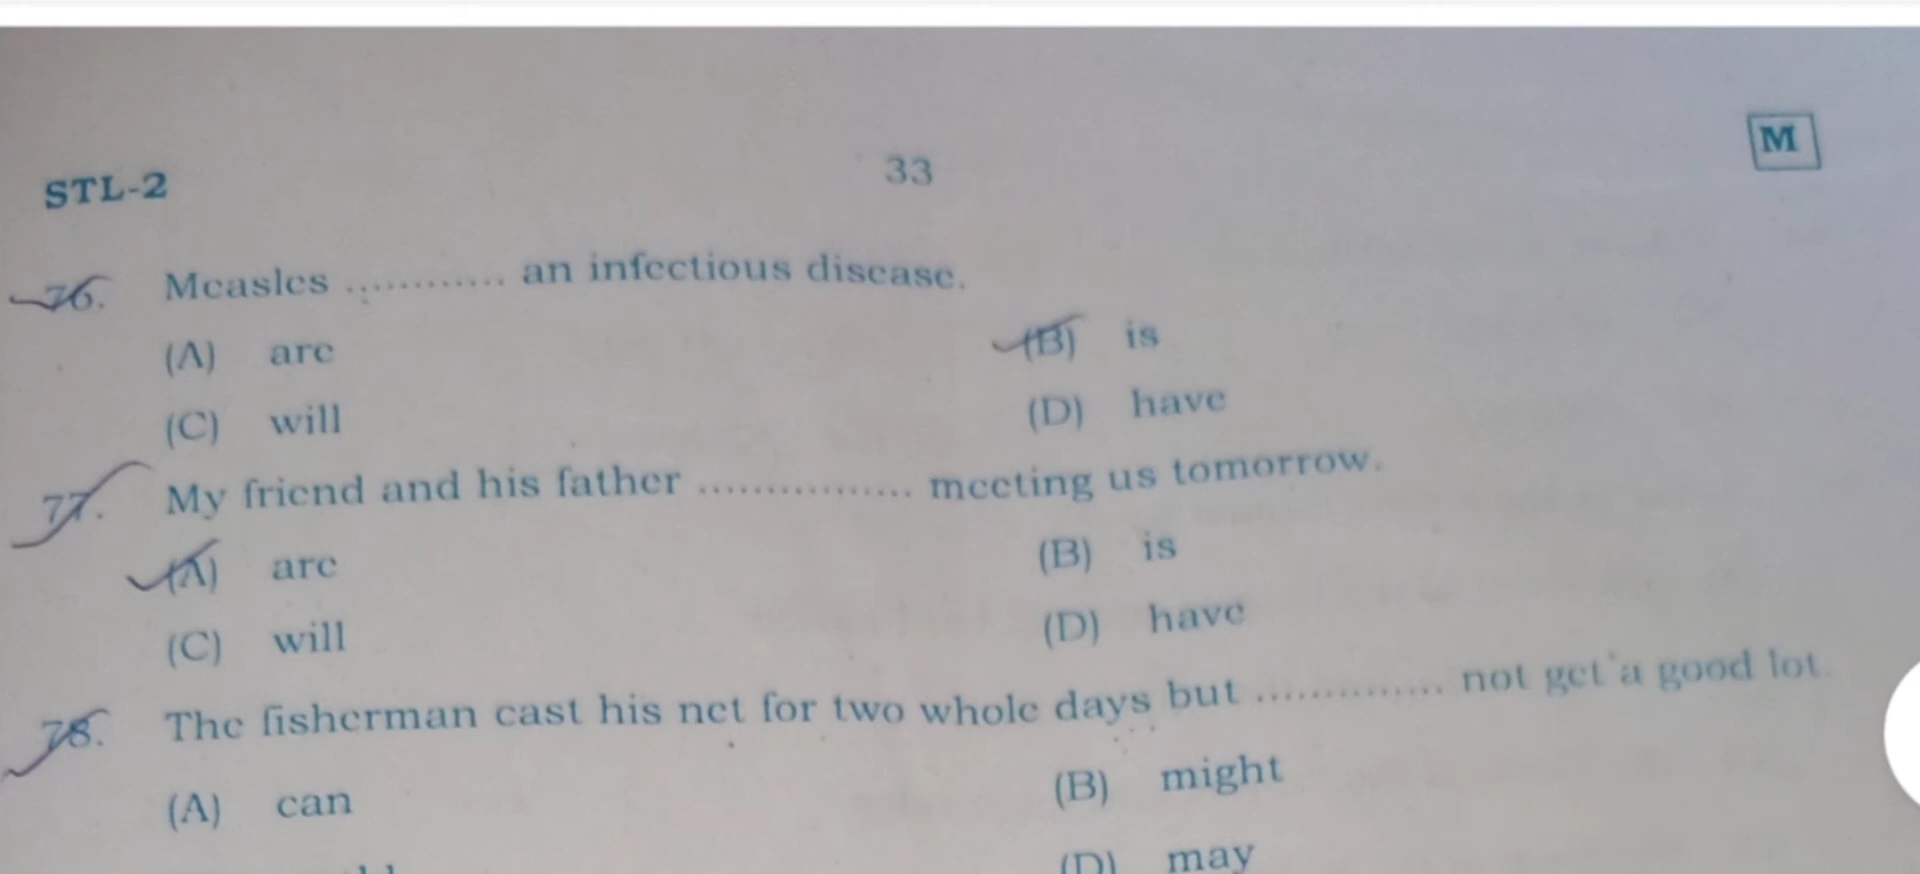 STL-2 33 M
76. Measles ............ an infectious disease.
(A) are (B) is
(C) will (D) have
77. My friend and his father ................ meeting us tomorrow.
(A) are (B) is
(C) will (D) have
78. The fisherman cast his net for two whole days but .............. not get a good lot.
(A) can (B) might
(D) may